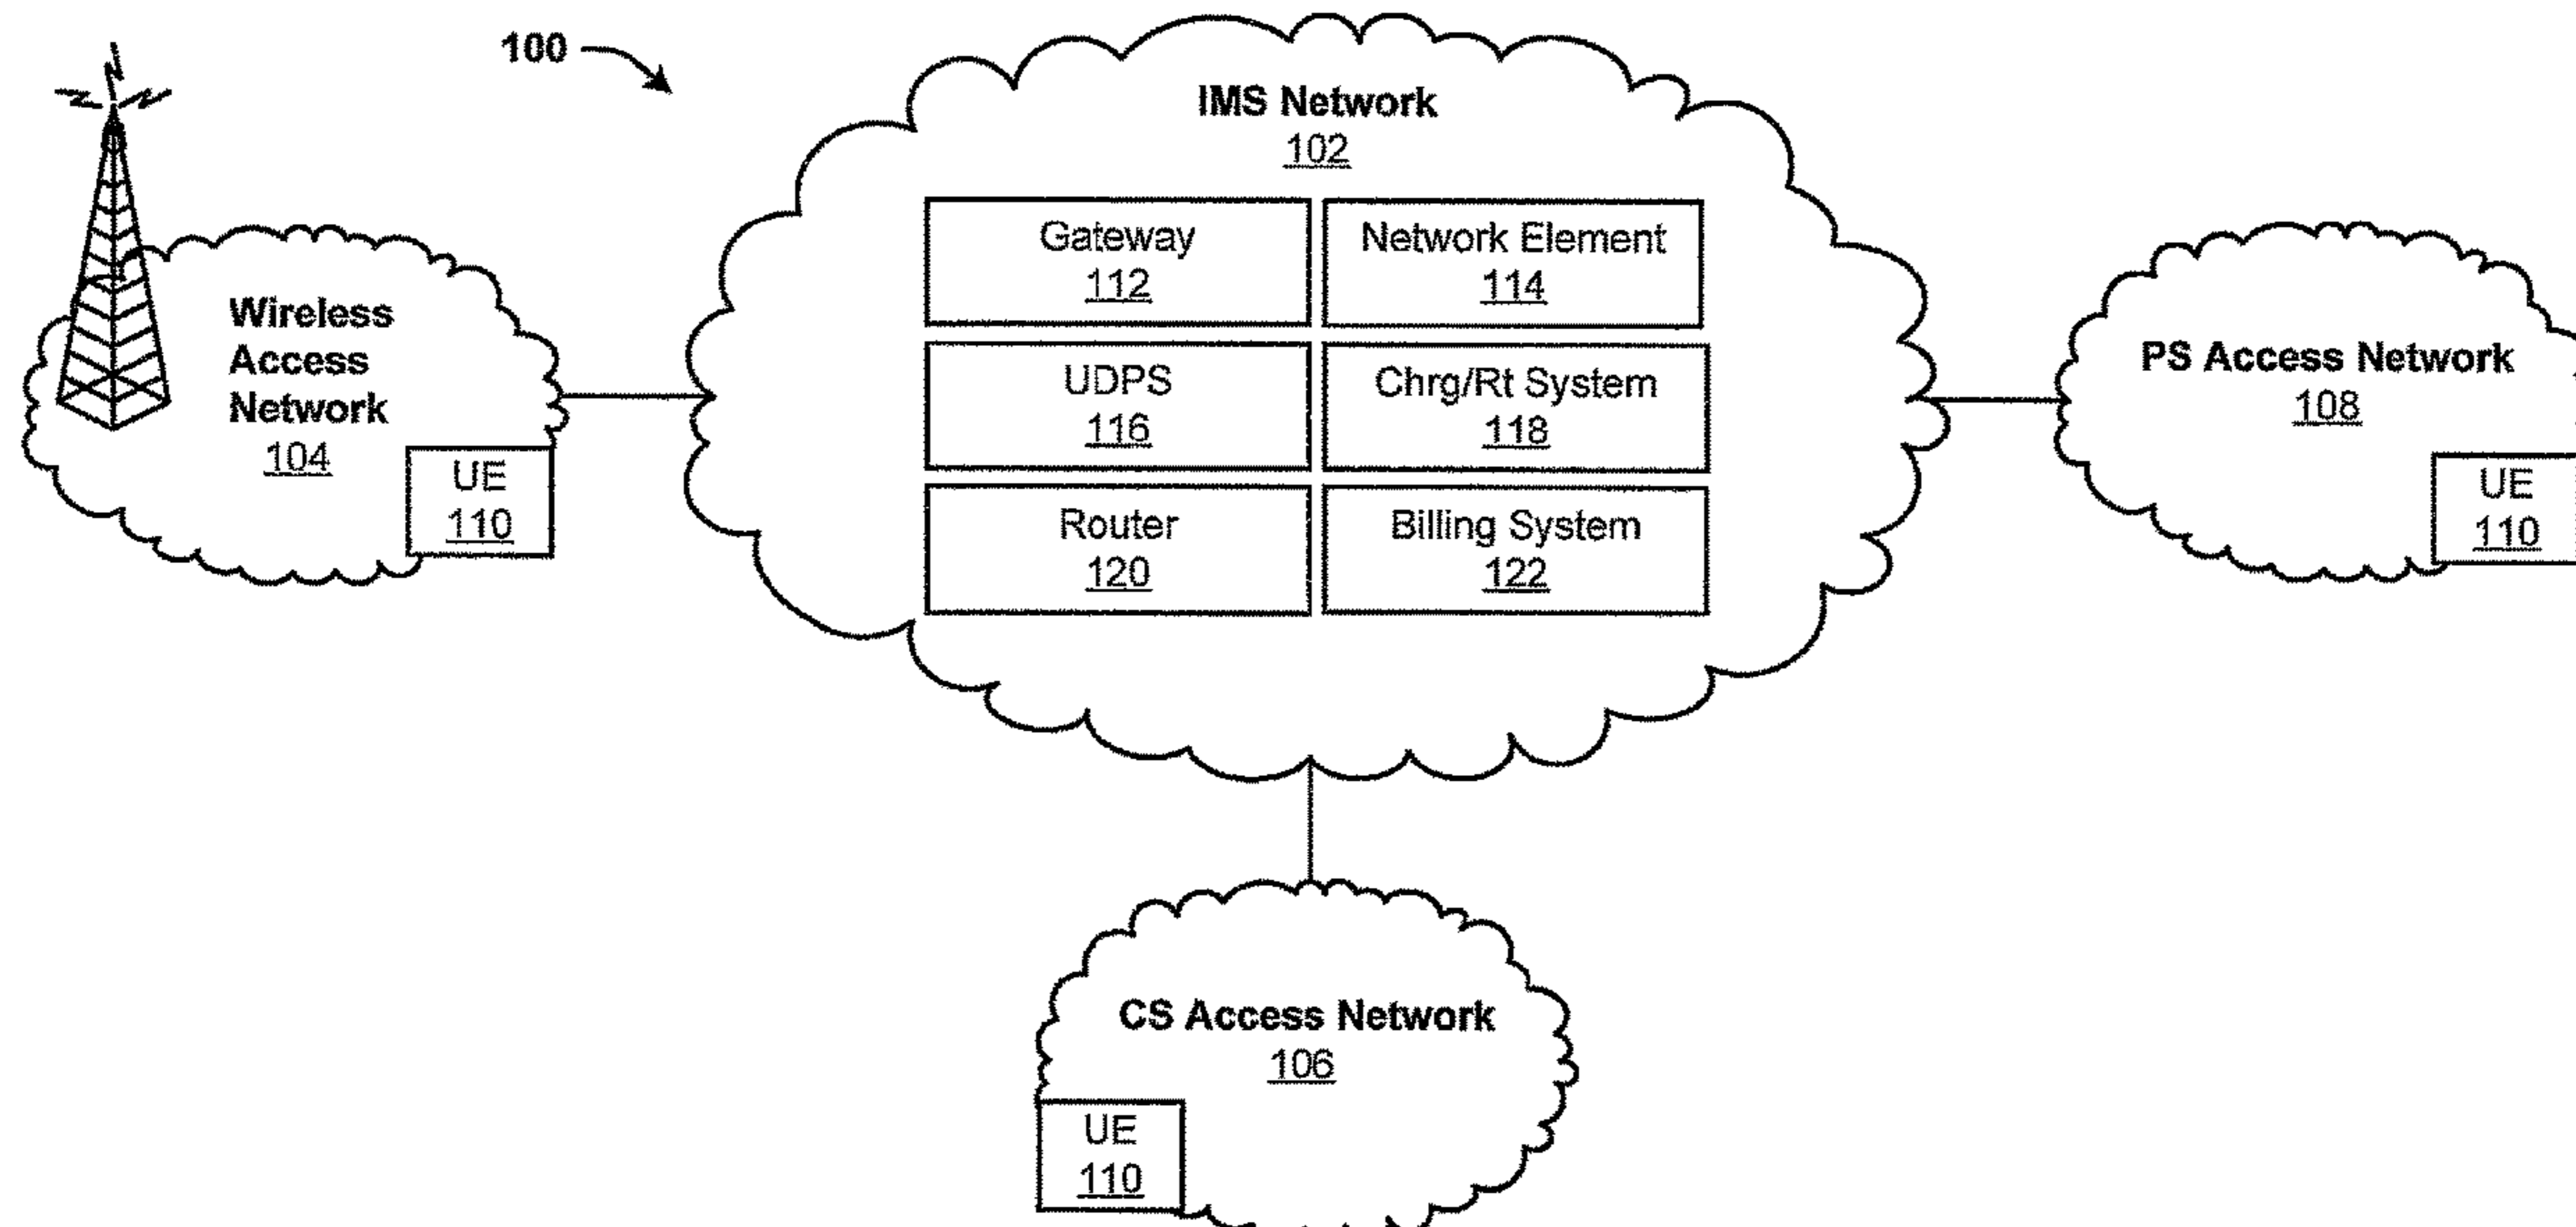 100
IMS Network
102
Gateway
112
Network Element
114
UDPS
116
Chrg/Rt System
118
Router
120
Billing System
122
Wireless
Access
Network
104
UE
110
PS Access Network
108
UE
110
CS Access Network
106
UE
110